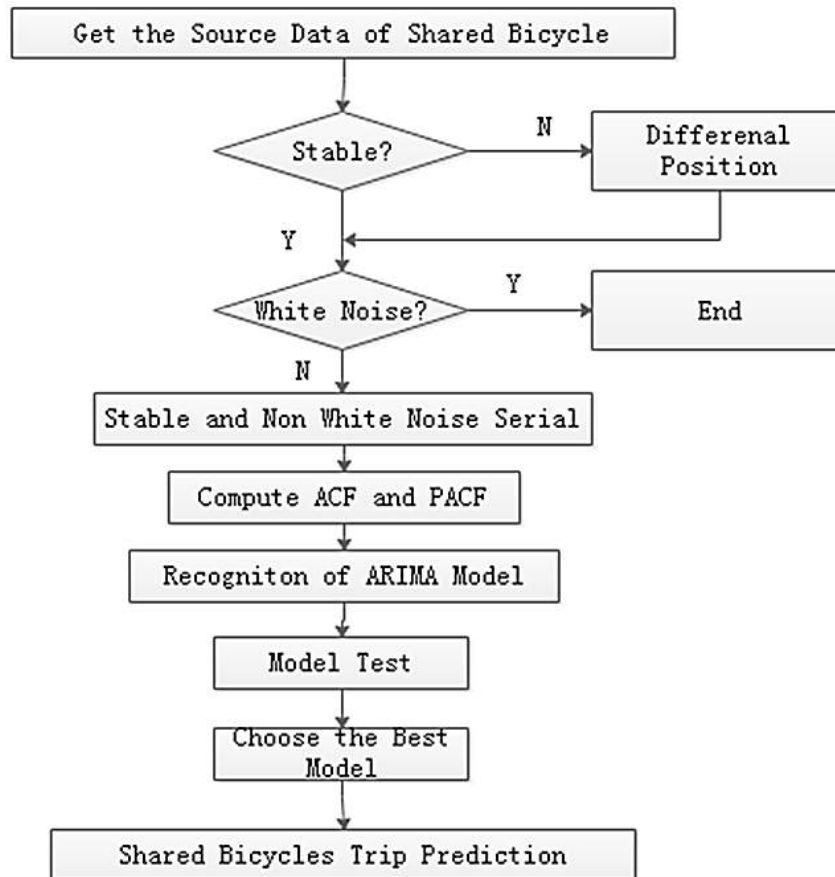 Get the Source Data of Shared Bicycle
Stable?
N
Differenal
Position
Y
White Noise?
Y
End
N
Stable and Non White Noise Serial
Compute ACF and PACF
Recogniton of ARIMA Model
Model Test
Choose the Best
Model
Shared Bicycles Trip Prediction